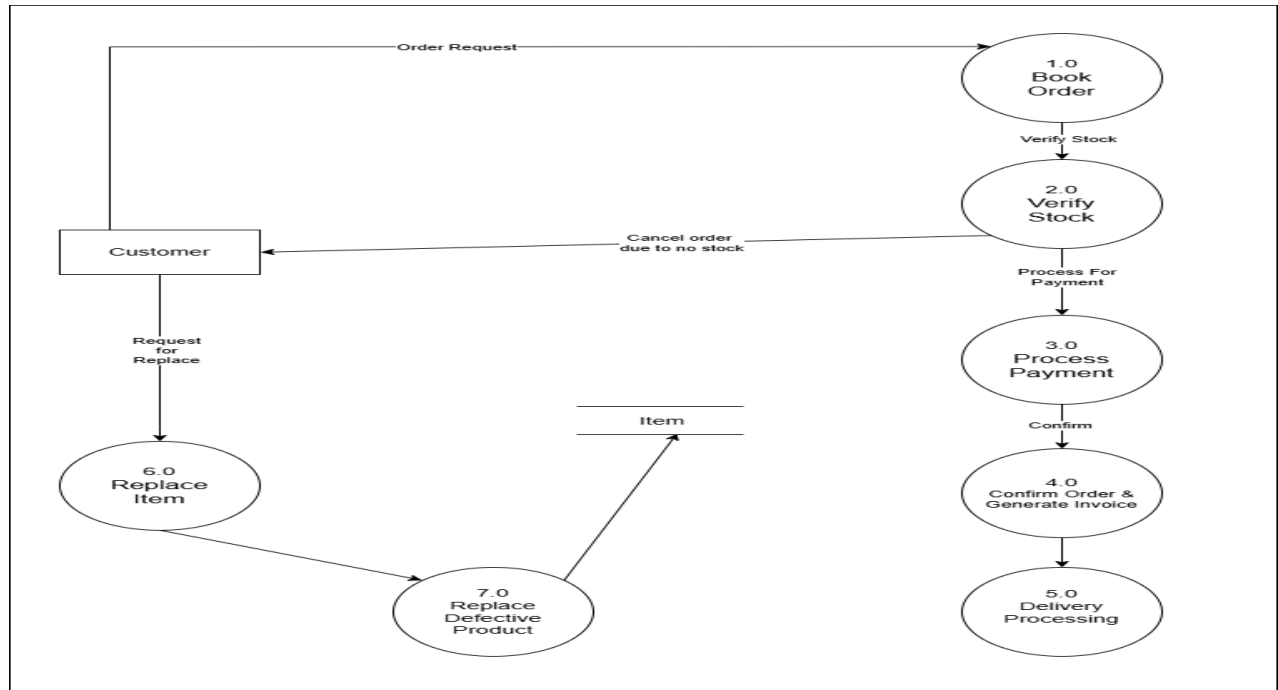 Order Request
1.0
Book
Order
Verify Stock
2.0
Verify
Stock
Customer
Cancel order
due to no stock
Process For
Payment
Request
for
Replace
3.0
Process
Payment
Item
Confirm
6.0
Replace
Item
4.0
Confirm Order &
Generate Invoice
7.0
Replace
Defective
Product
5.0
Delivery
Processing